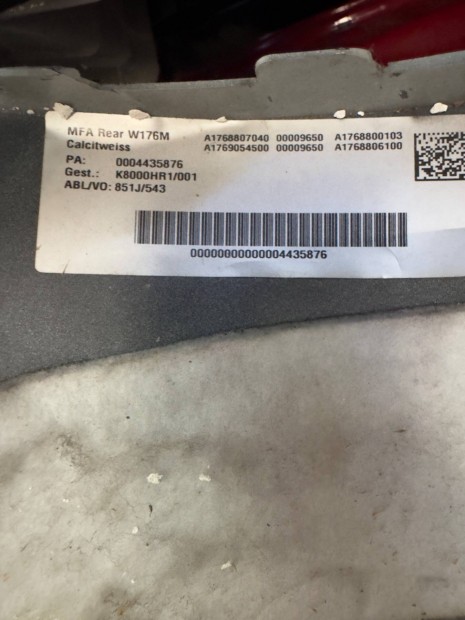 MFA Rear W176M A1768807040 00009650 A1768800103
Calcitweiss A1769054500 00009650 A1768806100
PA: 0004435876
Gest.: K8000HR1/001
ABL/VO: 851J/543
00000000000004435876